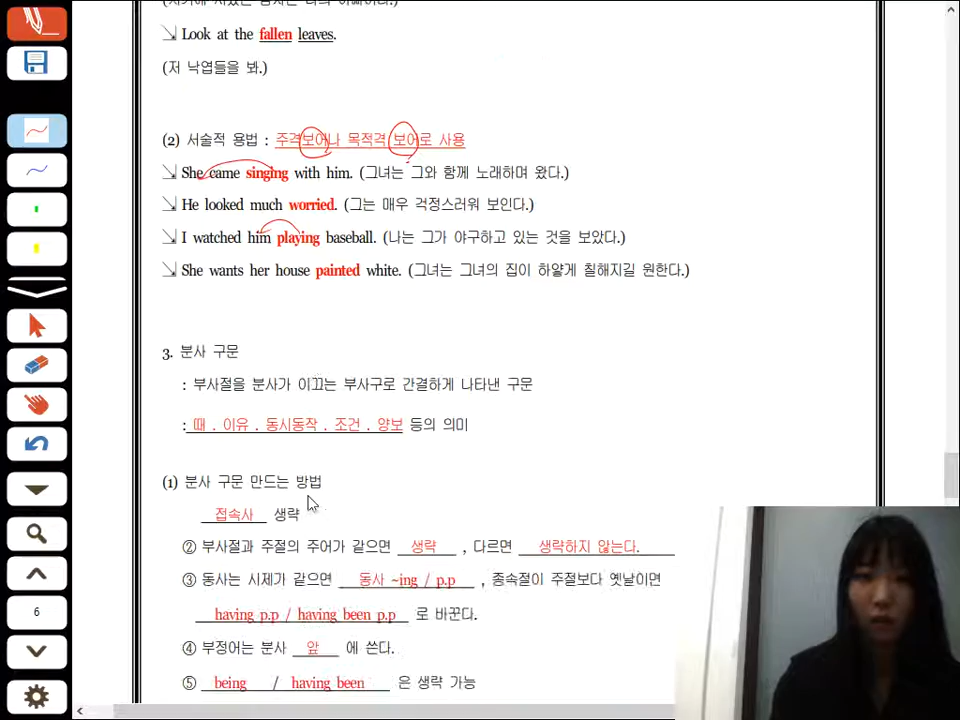 Look at the fallen leaves.
(저 낙엽들을 봐.)
(2) 서술적 용법 : 주격보어나 목적격 보어로 사용
She came singing with him. (그녀는 그와 함께 노래하며 왔다.)
He looked much worried. (그는 매우 걱정스러워 보인다.)
I watched him playing baseball. (나는 그가 야구하고 있는 것을 보았다.)
She wants her house painted white. (그녀는 그녀의 집이 하얗게 칠해지길 원한다.)
3. 분사 구문
: 부사절을 분사가 이끄는 부사구로 간결하게 나타낸 구문
: 때 . 이유 . 동시동작 . 조건 . 양보 등의 의미
(1) 분사 구문 만드는 방법
접속사 생략
② 부사절과 주절의 주어가 같으면 생략 , 다르면 생략하지 않는다.
③ 동사는 시제가 같으면 동사 ~ing / p.p , 종속절이 주절보다 옛날이면
having p.p / having been p.p 로 바꾼다.
④ 부정어는 분사 앞 에 쓴다.
⑤ being / having been 은 생략 가능
6